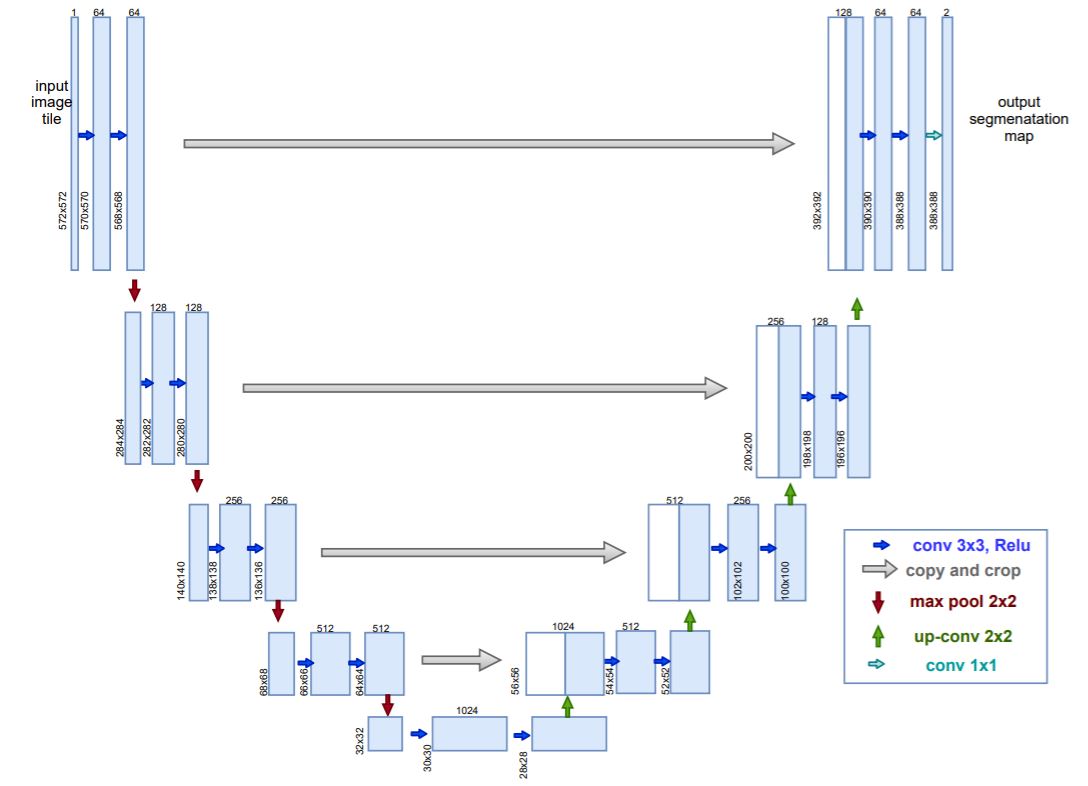 1
64
64
input
image
tile
572x572
570x570
568x568
128
64
64
2
output
segmenatation
map
392x392
390x390
388x388
388x388
128
128
284x284
282x282
280x280
256
128
200x200
198x198
196x196
256
256
140x140
138x138
136x136
512
256
102x102
100x100
512
512
68x68
66x66
64x64
1024
512
56x56
54x54
52x52
1024
32x32
30x30
28x28
conv 3x3, Relu
copy and crop
max pool 2x2
up-conv 2x2
conv 1x1